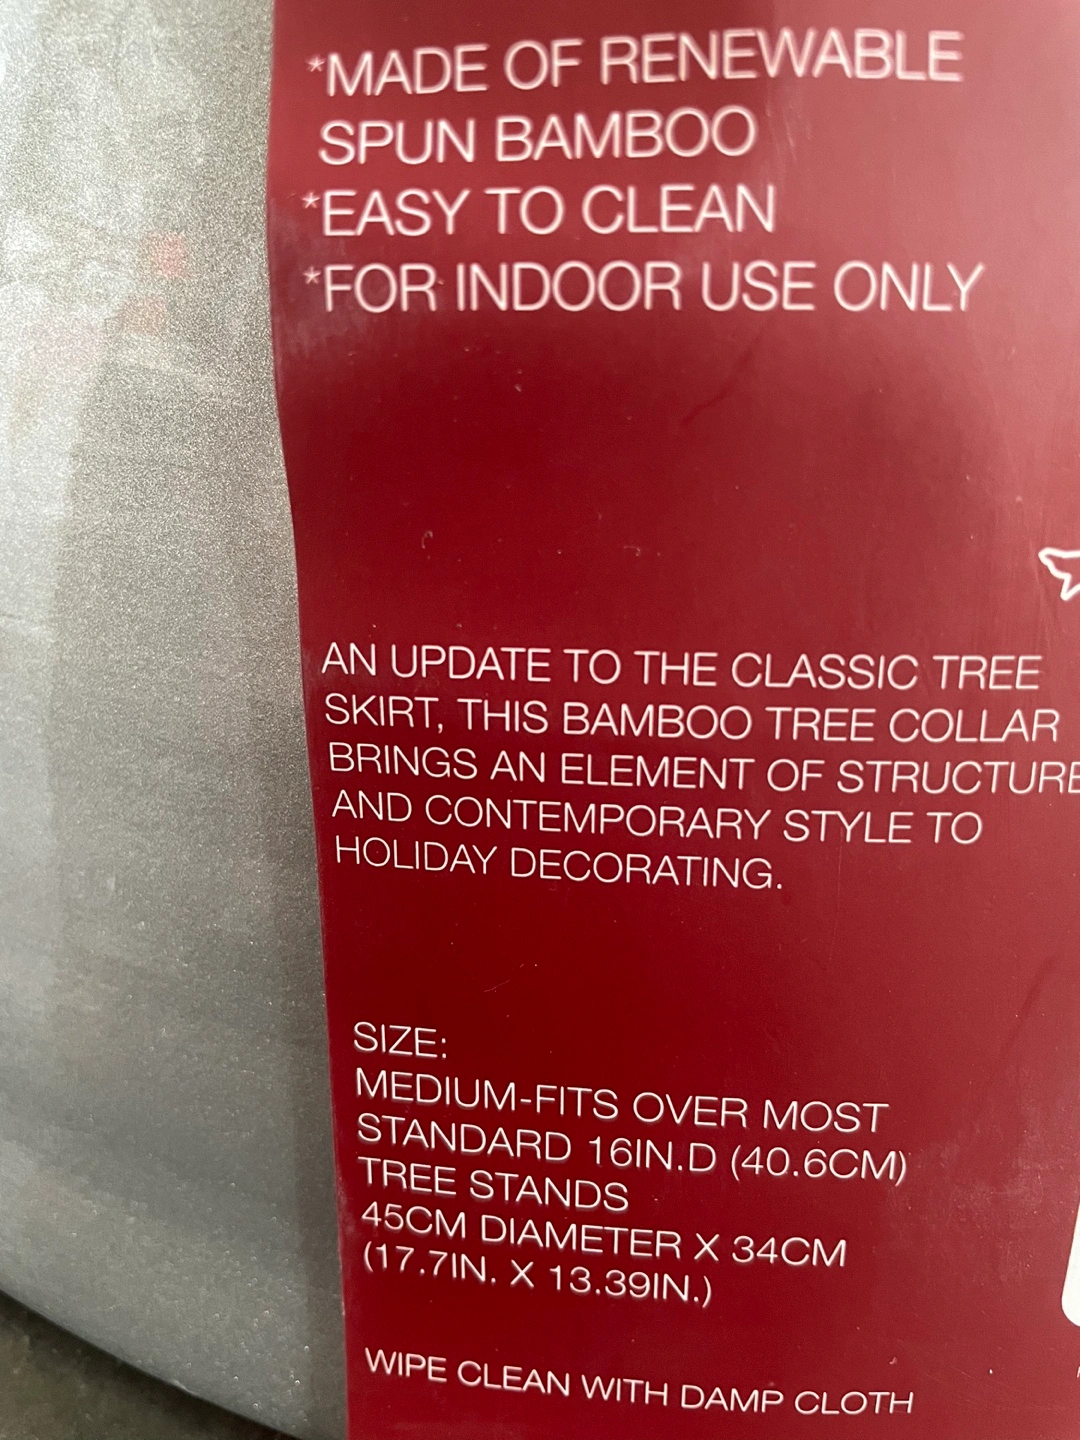 *MADE OF RENEWABLE
SPUN BAMBOO
*EASY TO CLEAN
*FOR INDOOR USE ONLY
AN UPDATE TO THE CLASSIC TREE
SKIRT, THIS BAMBOO TREE COLLAR
BRINGS AN ELEMENT OF STRUCTURE
AND CONTEMPORARY STYLE TO
HOLIDAY DECORATING.
SIZE:
MEDIUM-FITS OVER MOST
STANDARD 16IN.D (40.6CM)
TREE STANDS
45CM DIAMETER X 34CM
(17.7IN. X 13.39IN.)
WIPE CLEAN WITH DAMP CLOTH